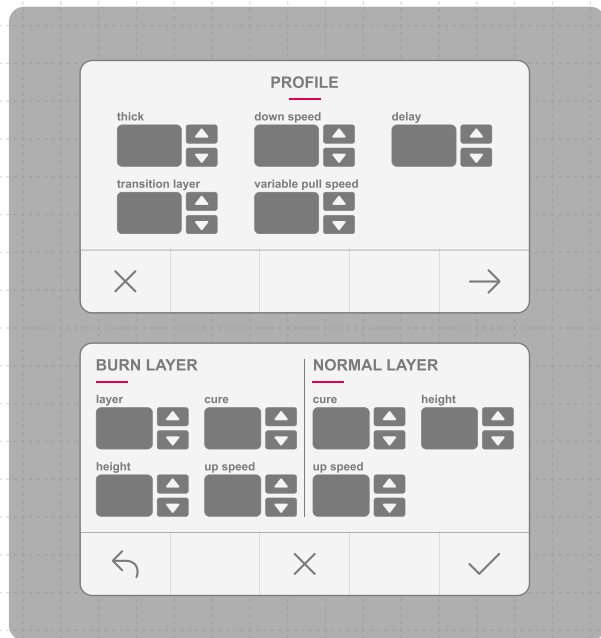 PROFILE
thick down speed delay
transition layer variable pull speed
BURN LAYER NORMAL LAYER
layer cure cure height
height up speed up speed